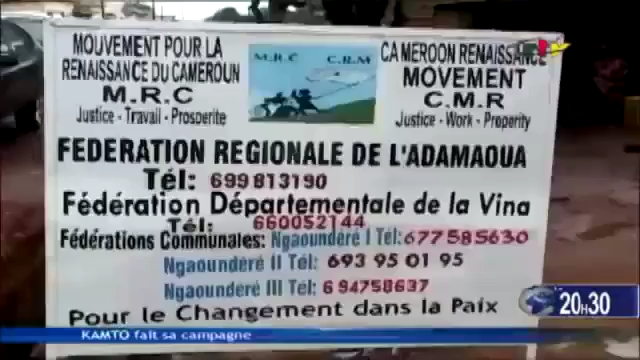 MOUVEMENT POUR LA
RENAISSANCE DU CAMEROUN
M.R.C
Justice - Travail - Prosperite
M.R.C C.R.M
CAMEROON RENAISSANCE
MOVEMENT
C.M.R
Justice - Work - Properity
FEDERATION REGIONALE DE L'ADAMAOUA
Tél: 699813190
Fédération Départementale de la Vina
Tél: 660052144
Fédérations Communales: Ngaoundéré I Tél: 677585630
Ngaoundéré II Tél: 693 95 01 95
Ngaoundéré III Tél: 694758637
Pour le Changement dans la Paix
20H30
KAMTO fait sa campagne